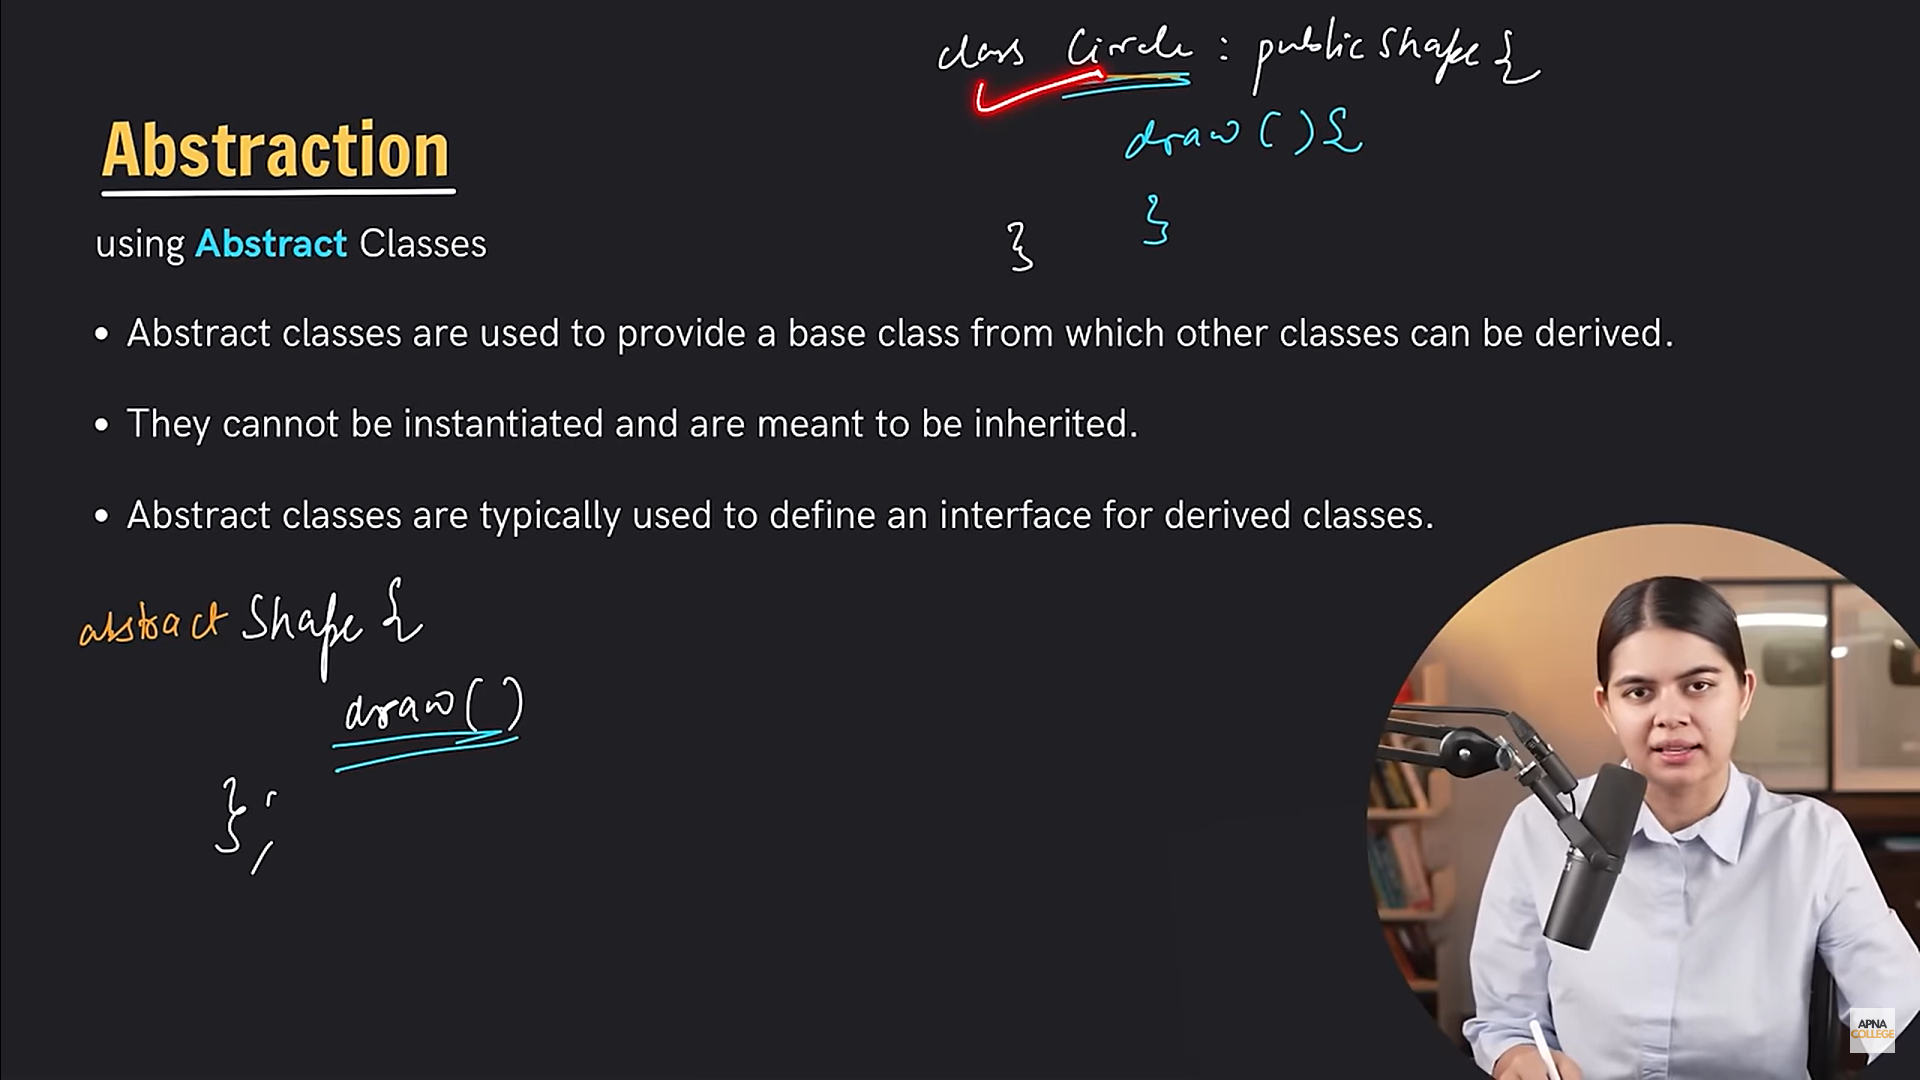 class Circle : public Shape {
draw () {
}
}
Abstraction
using Abstract Classes
• Abstract classes are used to provide a base class from which other classes can be derived.
• They cannot be instantiated and are meant to be inherited.
• Abstract classes are typically used to define an interface for derived classes.
abstract Shape {
draw ( )
} ;
APNA
COLLEGE